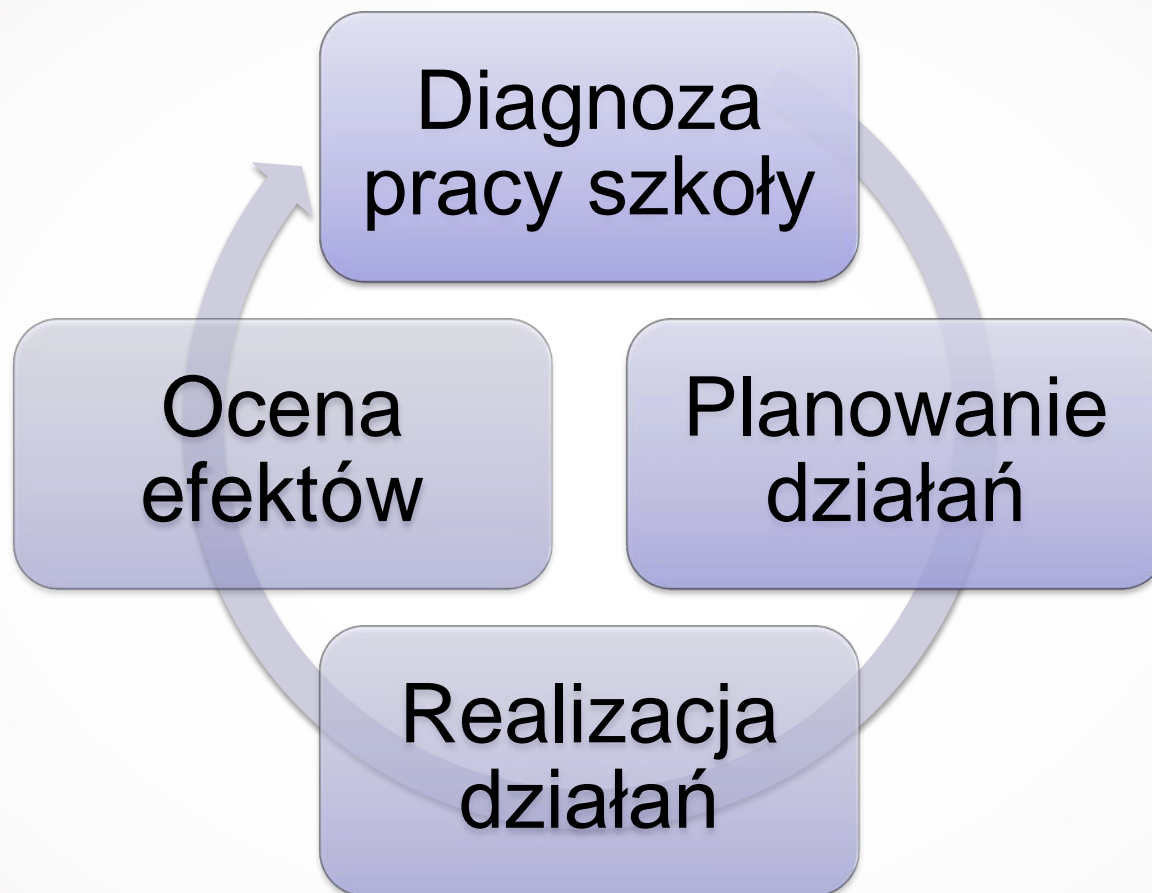 Diagnoza
pracy szkoły
Planowanie
działań
Realizacja
działań
Ocena
efektów